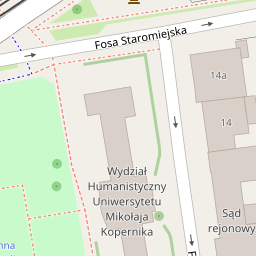 Fosa Staromiejska
14a
14
Wydział
Humanistyczny
Uniwersytetu
Mikołaja
Kopernika
Sąd
rejonowy